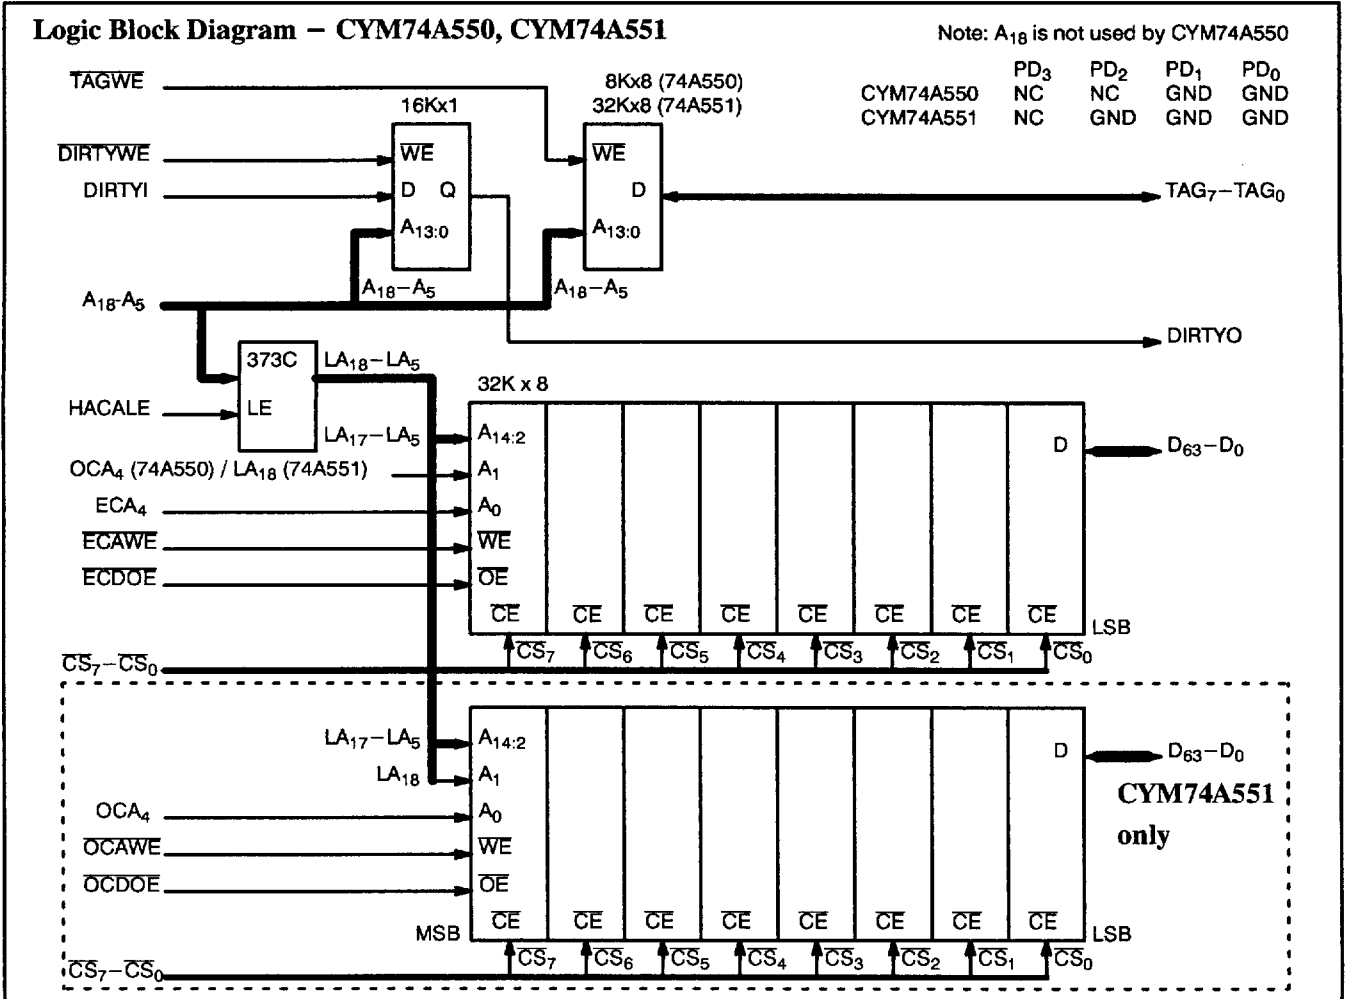 Logic Block Diagram – CYM74A550, CYM74A551
Note: A18 is not used by CYM74A550
PD3 PD2 PD1 PD0
CYM74A550 NC NC GND GND
CYM74A551 NC GND GND GND
TAGWE
16Kx1
8Kx8 (74A550)
32Kx8 (74A551)
DIRTYWE
WE
WE
DIRTYI
D Q
D
TAG7–TAG0
A13:0
A13:0
A18-A5
A18–A5
A18–A5
DIRTYO
373C
LA18–LA5
32K x 8
HACALE
LE
LA17–LA5
A14:2
D
D63–D0
OCA4 (74A550) / LA18 (74A551)
A1
ECA4
A0
ECAWE
WE
ECDOE
OE
CE CE CE CE CE CE CE CE
LSB
CS7–CS0
CS7 CS6 CS5 CS4 CS3 CS2 CS1 CS0
LA17–LA5
A14:2
D
D63–D0
LA18
A1
CYM74A551
only
OCA4
A0
OCAWE
WE
OCDOE
OE
CE CE CE CE CE CE CE CE
MSB
LSB
CS7–CS0
CS7 CS6 CS5 CS4 CS3 CS2 CS1 CS0